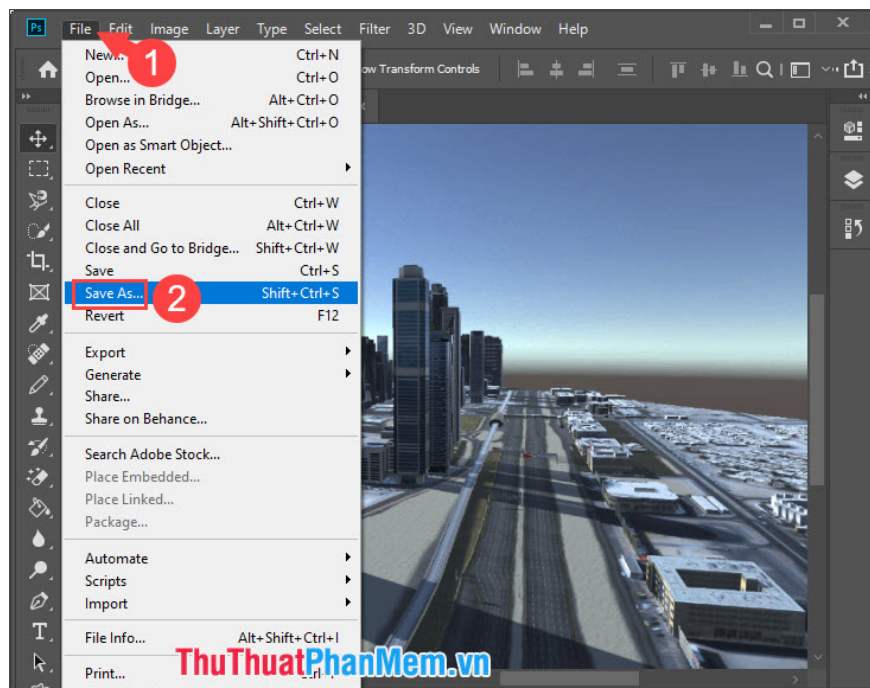 Ps File Edit Image Layer Type Select Filter 3D View Window Help
1
ow Transform Controls
New... Ctrl+N
Open... Ctrl+O
Browse in Bridge... Alt+Ctrl+O
Open As... Alt+Shift+Ctrl+O
Open as Smart Object...
Open Recent
Close Ctrl+W
Close All Alt+Ctrl+W
Close and Go to Bridge... Shift+Ctrl+W
Save Ctrl+S
Save As... 2 Shift+Ctrl+S
Revert F12
Export
Generate
Share...
Share on Behance...
Search Adobe Stock...
Place Embedded...
Place Linked...
Package...
Automate
Scripts
Import
File Info... Alt+Shift+Ctrl+I
ThuThuatPhanMem.vn
Print...